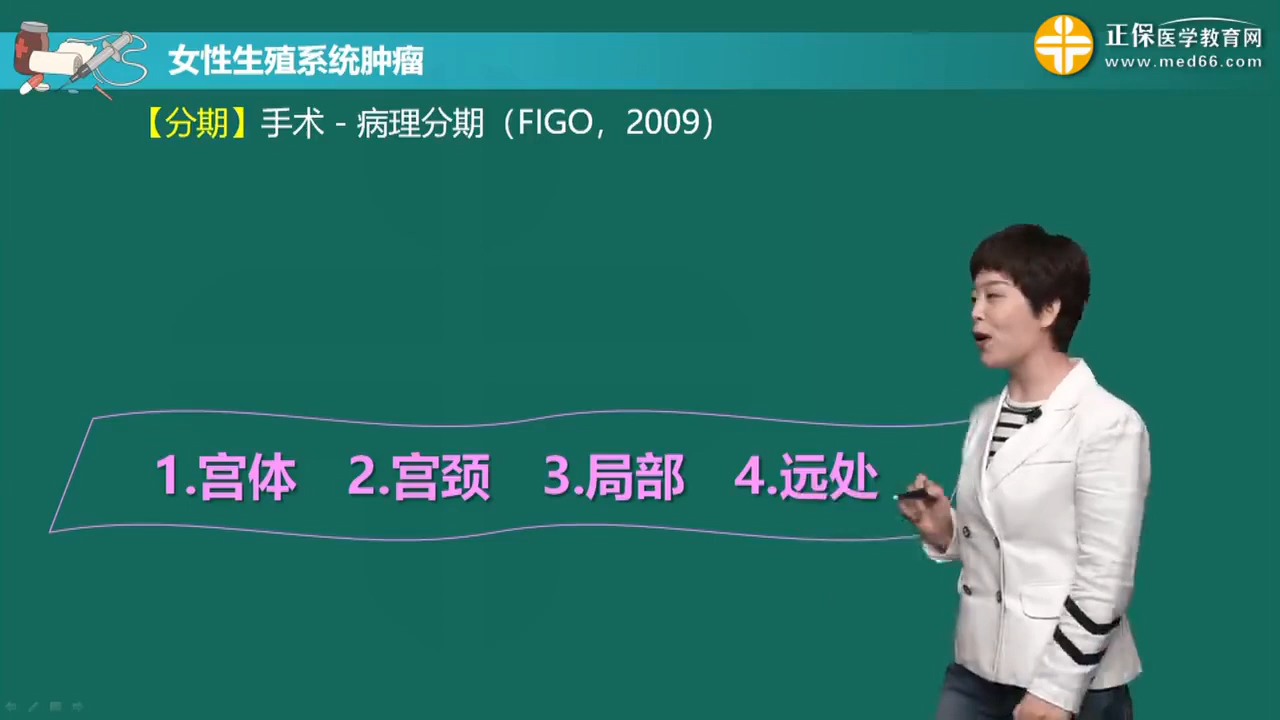 女性生殖系统肿瘤
正保医学教育网
www.med66.com
【分期】手术-病理分期（FIGO，2009）
1.宫体 2.宫颈 3.局部 4.远处